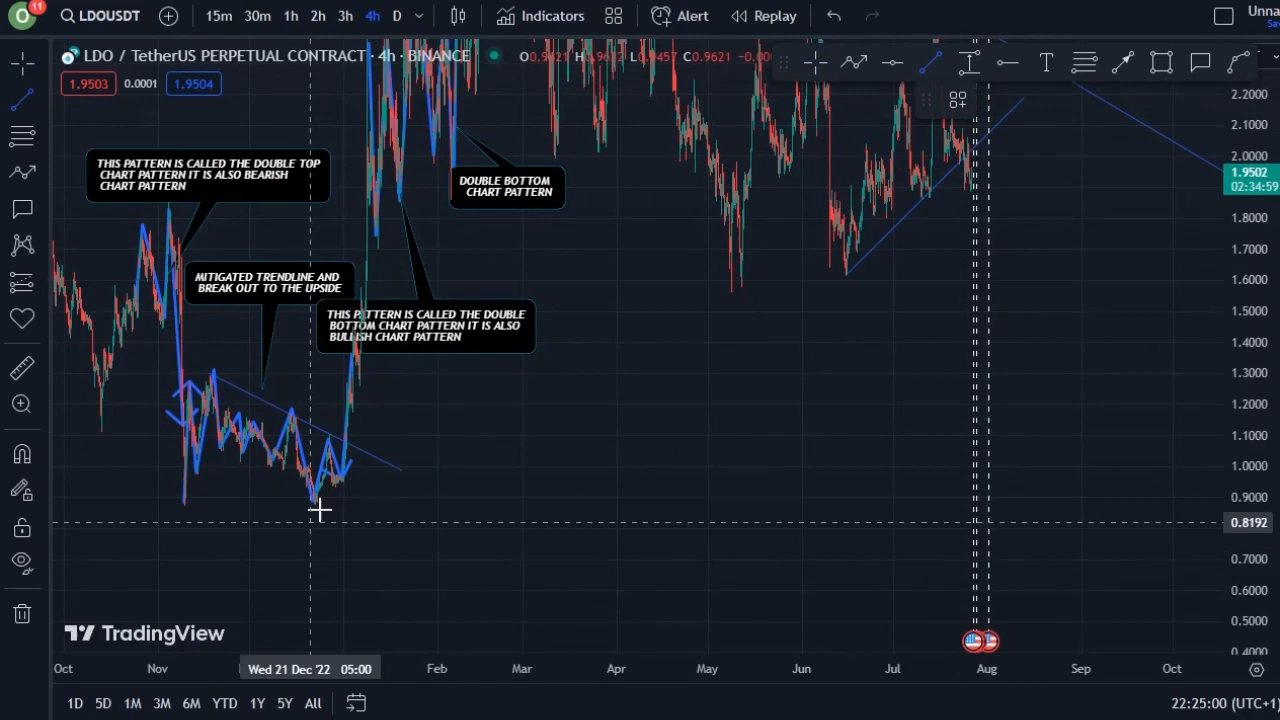 O
11
LDOUSDT
15m 30m 1h 2h 3h 4h D
Indicators
Alert
Replay
Unna
LDO / TetherUS PERPETUAL CONTRACT · 4h · BINANCE
1.9503
0.0001
1.9504
THIS PATTERN IS CALLED THE DOUBLE TOP
CHART PATTERN IT IS ALSO BEARISH
CHART PATTERN
DOUBLE BOTTOM
CHART PATTERN
MITIGATED TRENDLINE AND
BREAK OUT TO THE UPSIDE
THIS PATTERN IS CALLED THE DOUBLE
BOTTOM CHART PATTERN IT IS ALSO
BULLISH CHART PATTERN
2.2000
2.1000
2.0000
1.9502
02:34:59
1.8000
1.7000
1.6000
1.5000
1.4000
1.3000
1.2000
1.1000
1.0000
0.9000
0.8192
0.7000
0.6000
0.5000
0.4000
TradingView
Oct Nov Wed 21 Dec '22 05:00 Feb Mar Apr May Jun Jul Aug Sep Oct
1D 5D 1M 3M 6M YTD 1Y 5Y All
22:25:00 (UTC+1)